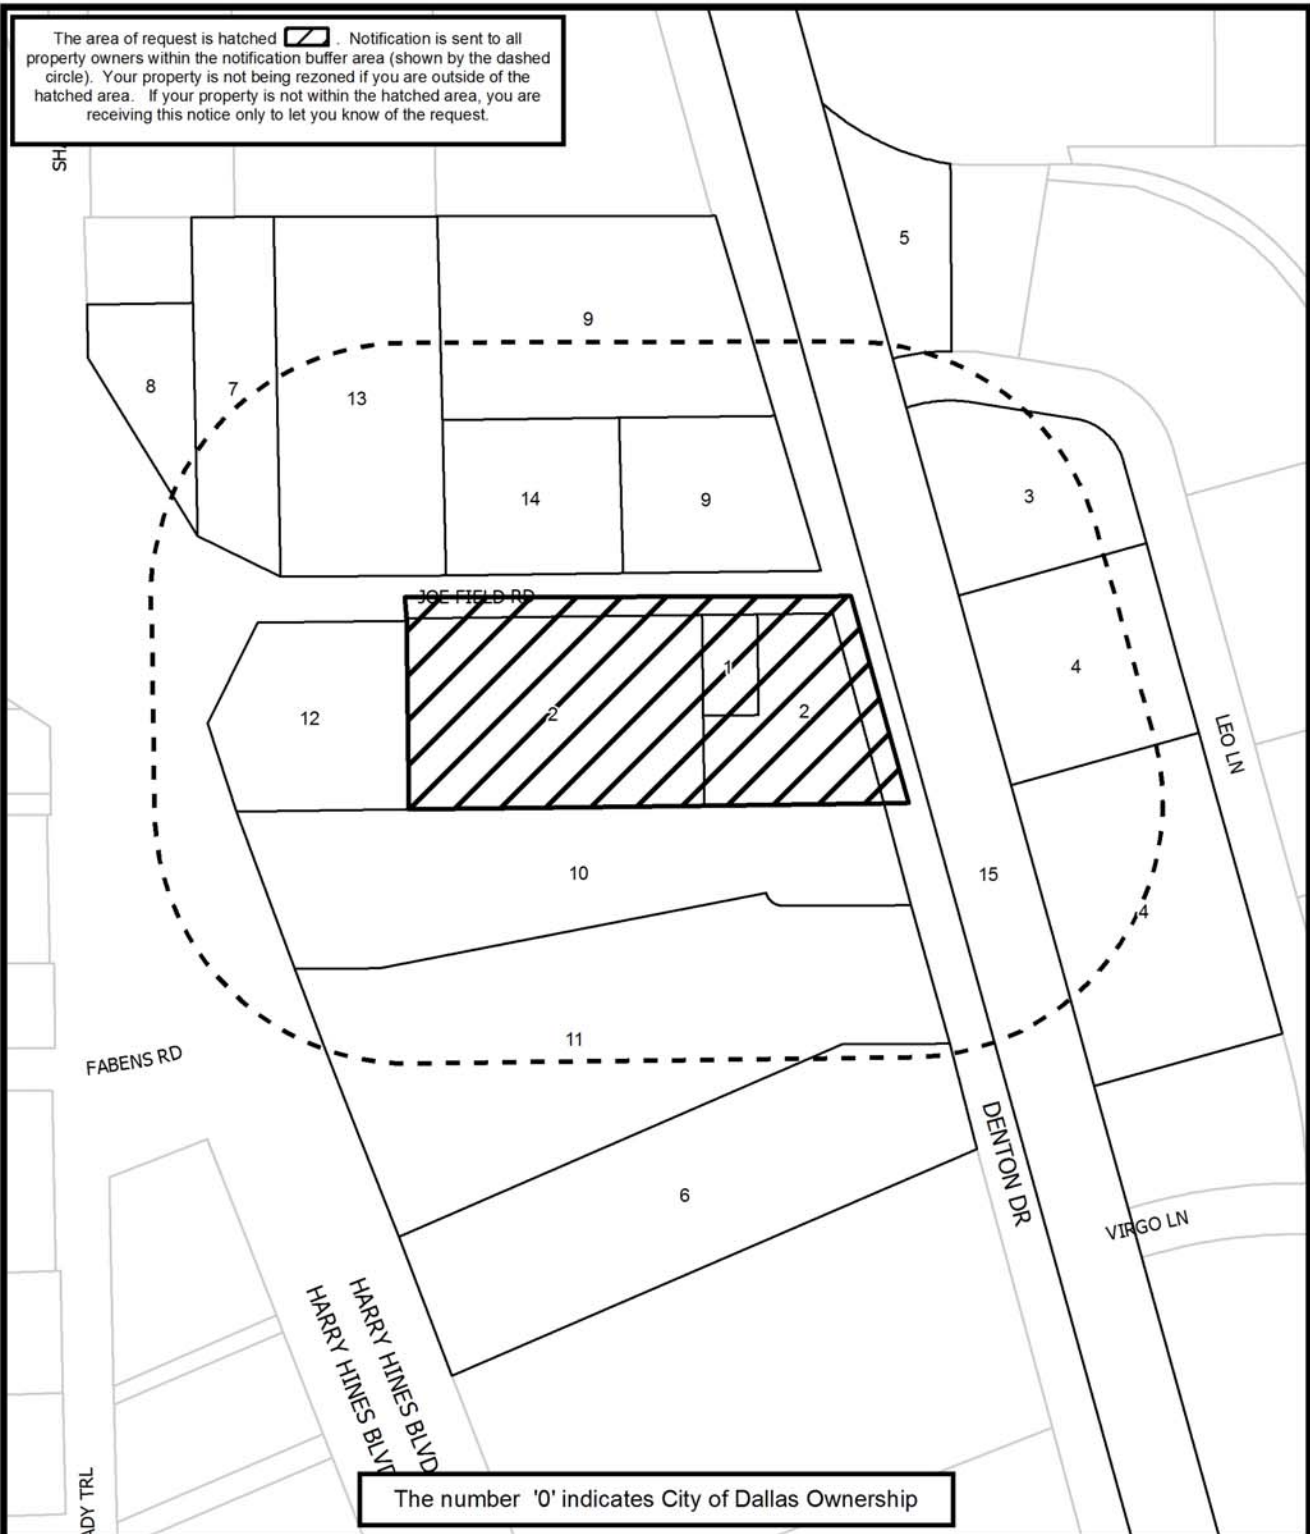 The area of request is hatched . Notification is sent to all
property owners within the notification buffer area (shown by the dashed
circle). Your property is not being rezoned if you are outside of the
hatched area. If your property is not within the hatched area, you are
receiving this notice only to let you know of the request.
SH
5
9
8
7
13
14
9
3
JOE FIELD RD
1
4
12
2
2
LEO LN
10
15
4
11
FABENS RD
DENTON DR
6
VIRGO LN
HARRY HINES BLVD
HARRY HINES BLVD
ADY TRL
The number '0' indicates City of Dallas Ownership